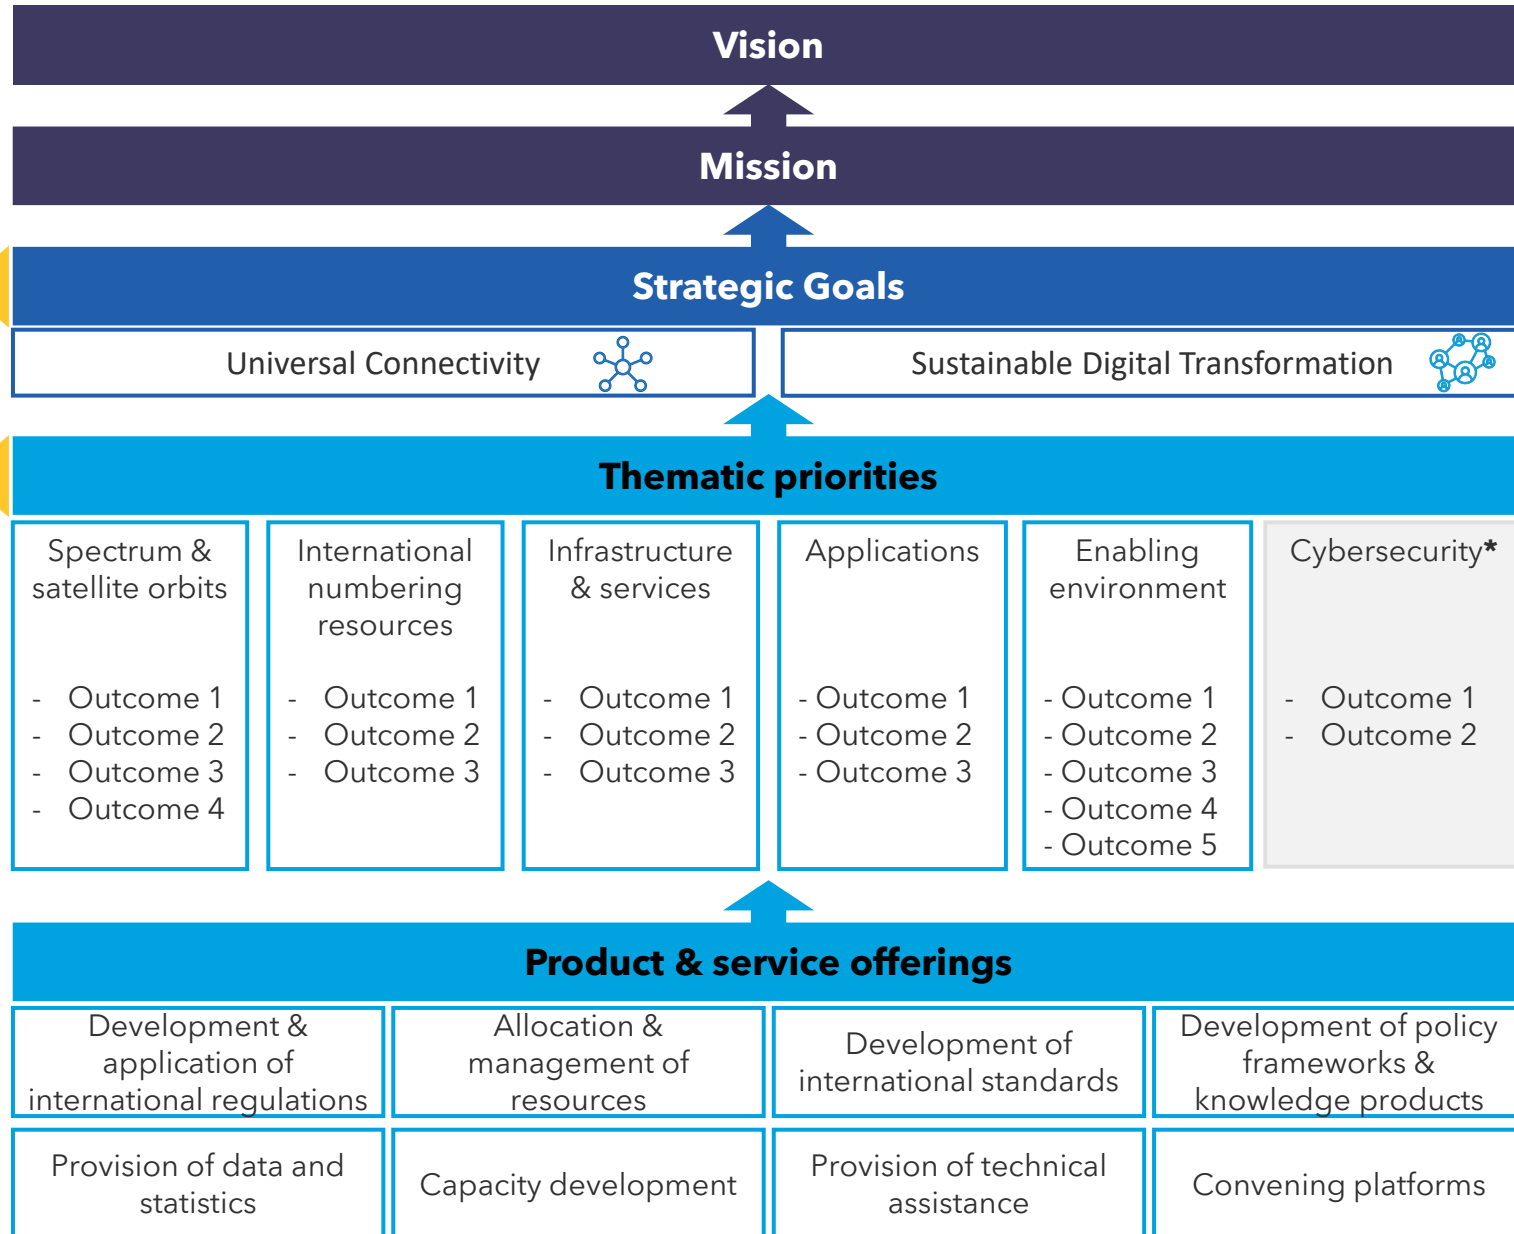 Vision
Mission
Strategic Goals
Universal Connectivity
Sustainable Digital Transformation
Thematic priorities
Spectrum &
satellite orbits
- Outcome 1
- Outcome 2
- Outcome 3
- Outcome 4
International
numbering
resources
- Outcome 1
- Outcome 2
- Outcome 3
Infrastructure
& services
- Outcome 1
- Outcome 2
- Outcome 3
Applications
- Outcome 1
- Outcome 2
- Outcome 3
Enabling
environment
- Outcome 1
- Outcome 2
- Outcome 3
- Outcome 4
- Outcome 5
Cybersecurity*
- Outcome 1
- Outcome 2
Product & service offerings
Development &
application of
international regulations
Allocation &
management of
resources
Development of
international standards
Development of policy
frameworks &
knowledge products
Provision of data and
statistics
Capacity development
Provision of technical
assistance
Convening platforms